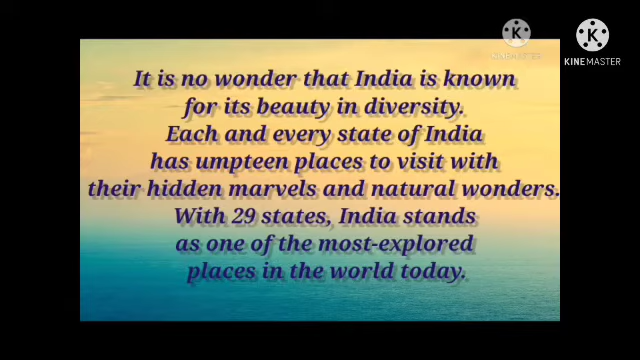 It is no wonder that India is known
for its beauty in diversity.
Each and every state of India
has umpteen places to visit with
their hidden marvels and natural wonders.
With 29 states, India stands
as one of the most-explored
places in the world today.
K
KINEMASTER
K
KINEMASTER